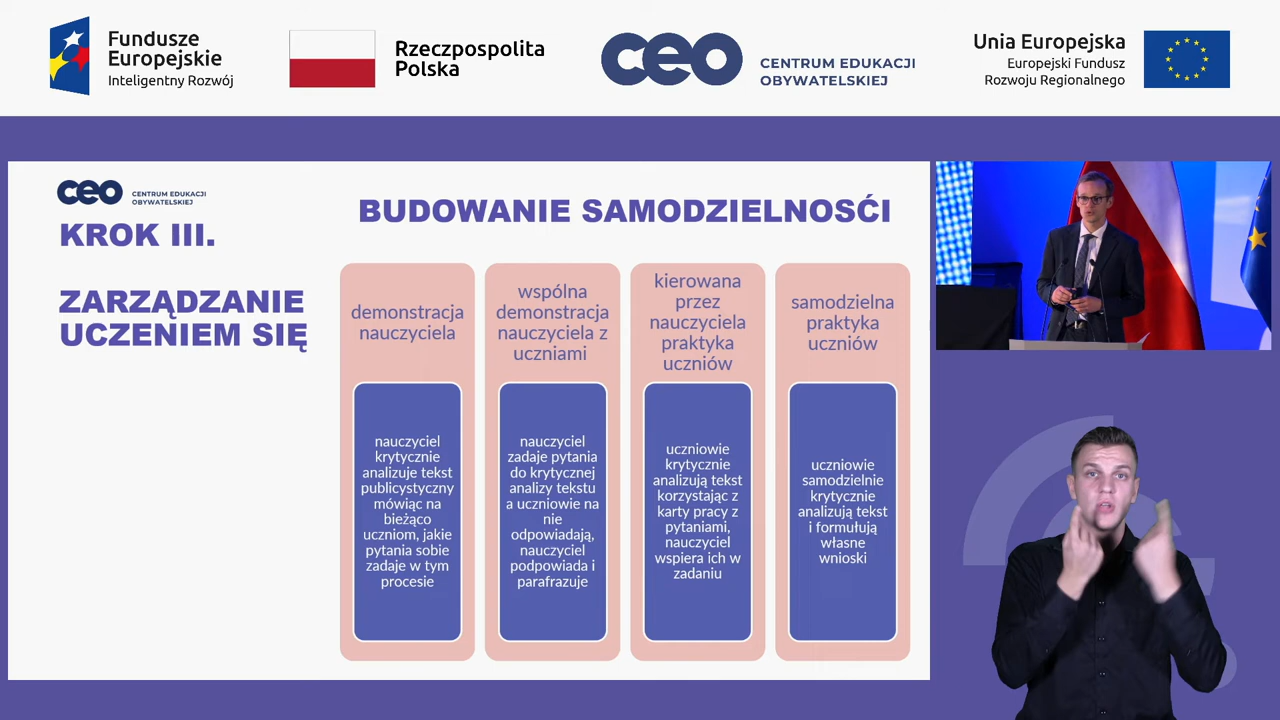 Fundusze
Europejskie
Inteligentny Rozwój
Rzeczpospolita
Polska
ceo
CENTRUM EDUKACJI
OBYWATELSKIEJ
Unia Europejska
Europejski Fundusz
Rozwoju Regionalnego
ceo
CENTRUM EDUKACJI
OBYWATELSKIEJ
KROK III.
ZARZĄDZANIE
UCZENIEM SIĘ
BUDOWANIE SAMODZIELNOSĆI
demonstracja
nauczyciela
nauczyciel
krytycznie
analizuje tekst
publicystyczny
mówiąc na
bieżąco
uczniom, jakie
pytania sobie
zadaje w tym
procesie
wspólna
demonstracja
nauczyciela z
uczniami
nauczyciel
zadaje pytania
do krytycznej
analizy tekstu
a uczniowie na
nie
odpowiadają,
nauczyciel
podpowiada i
parafrazuje
kierowana
przez
nauczyciela
praktyka
uczniów
uczniowie
krytycznie
analizują tekst
korzystając z
karty pracy z
pytaniami,
nauczyciel
wspiera ich w
zadaniu
samodzielna
praktyka
uczniów
uczniowie
samodzielnie
krytycznie
analizują tekst
i formułują
własne
wnioski